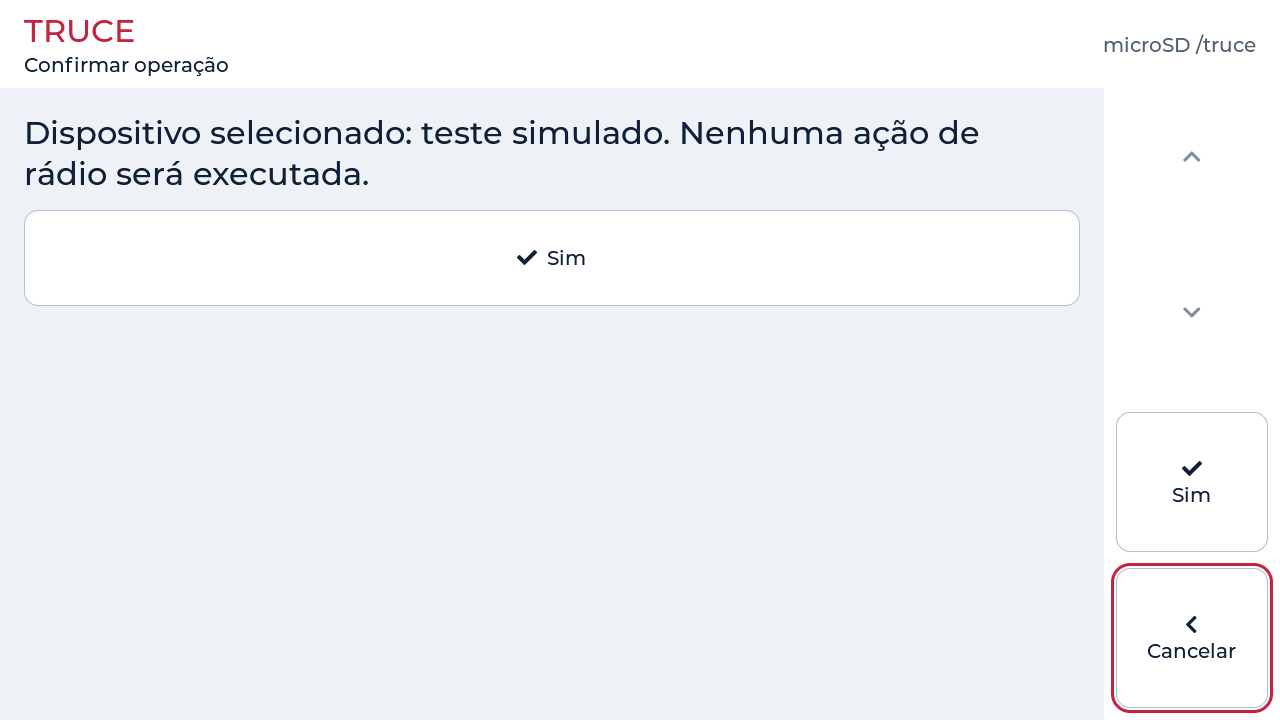 TRUCE
Confirmar operação
microSD /truce
Dispositivo selecionado: teste simulado. Nenhuma ação de
rádio será executada.
Sim
Sim
Cancelar